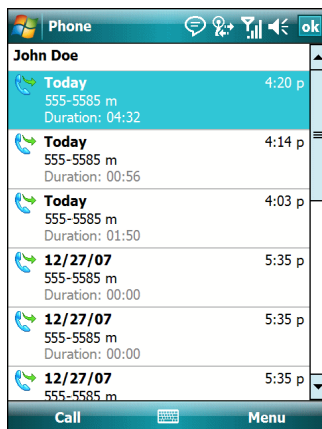 Phone
ok
John Doe
Today 4:20 p
555-5585 m
Duration: 04:32
Today 4:14 p
555-5585 m
Duration: 00:56
Today 4:03 p
555-5585 m
Duration: 01:50
12/27/07 5:35 p
555-5585 m
Duration: 00:00
12/27/07 5:35 p
555-5585 m
Duration: 00:00
12/27/07 5:35 p
555-5585 m
Call Menu